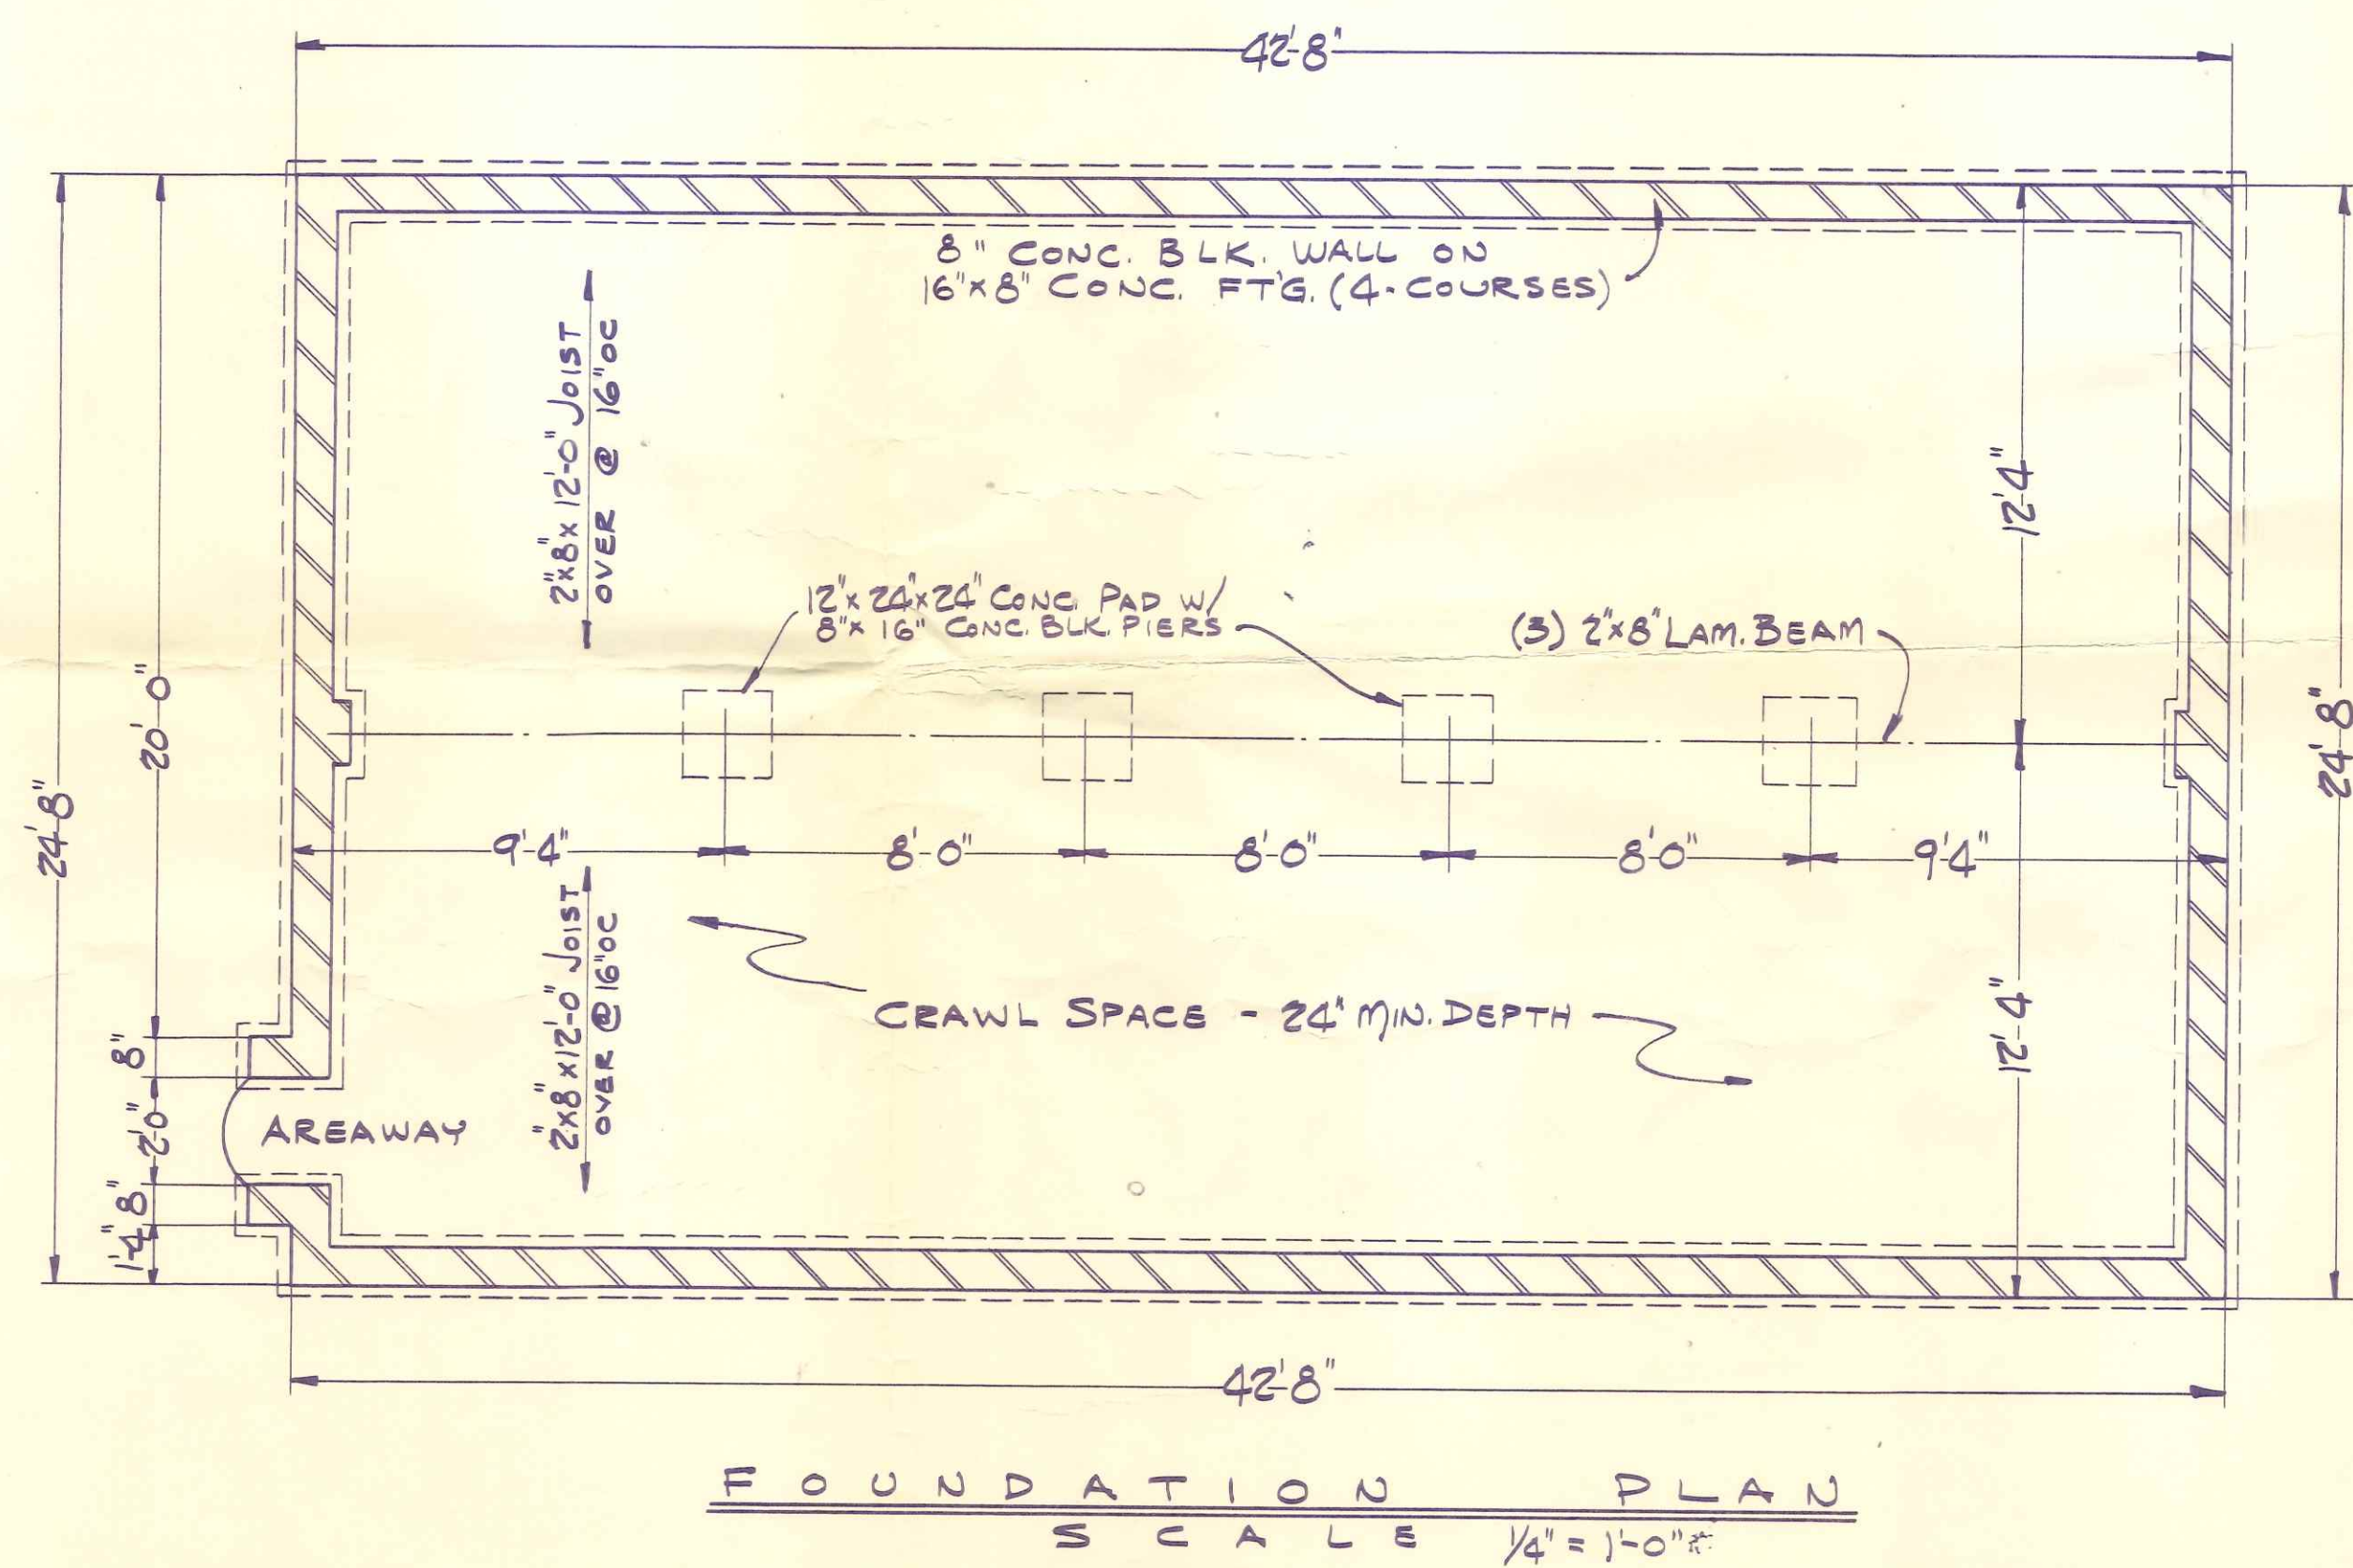 42'-8"
8" CONC. BLK. WALL ON
16"x8" CONC. FT'G. (4-COURSES)
2"x8"x12'-0" JOIST
OVER @ 16"OC
12'-4"
12"x24"x24" CONC. PAD W/
8"x16" CONC. BLK. PIERS
(3) 2"x8" LAM. BEAM
20'0"
24'-8"
24'-8"
9'-4"
8'-0"
8'-0"
8'-0"
9'-4"
2"x8"x12'-0" JOIST
OVER @16"OC
CRAWL SPACE - 24" MIN. DEPTH
12'-4"
8"
2'-0"
AREAWAY
8"
1'-4"
42'-8"
FOUNDATION PLAN
SCALE 1/4" = 1'-0"